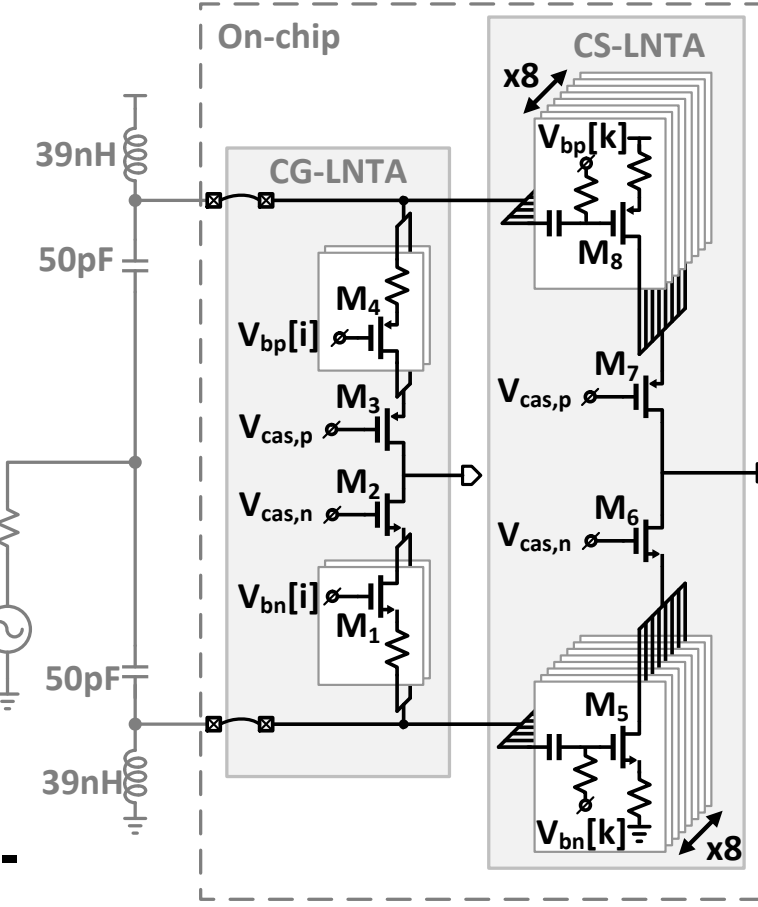 On-chip
CS-LNTA
x8
V_bp[k]
39nH
CG-LNTA
50pF
M_8
M_4
V_bp[i]
M_7
V_cas,p
M_3
V_cas,p
M_2
V_cas,n
M_6
V_cas,n
V_bn[i]
M_1
50pF
M_5
39nH
V_bn[k]
x8